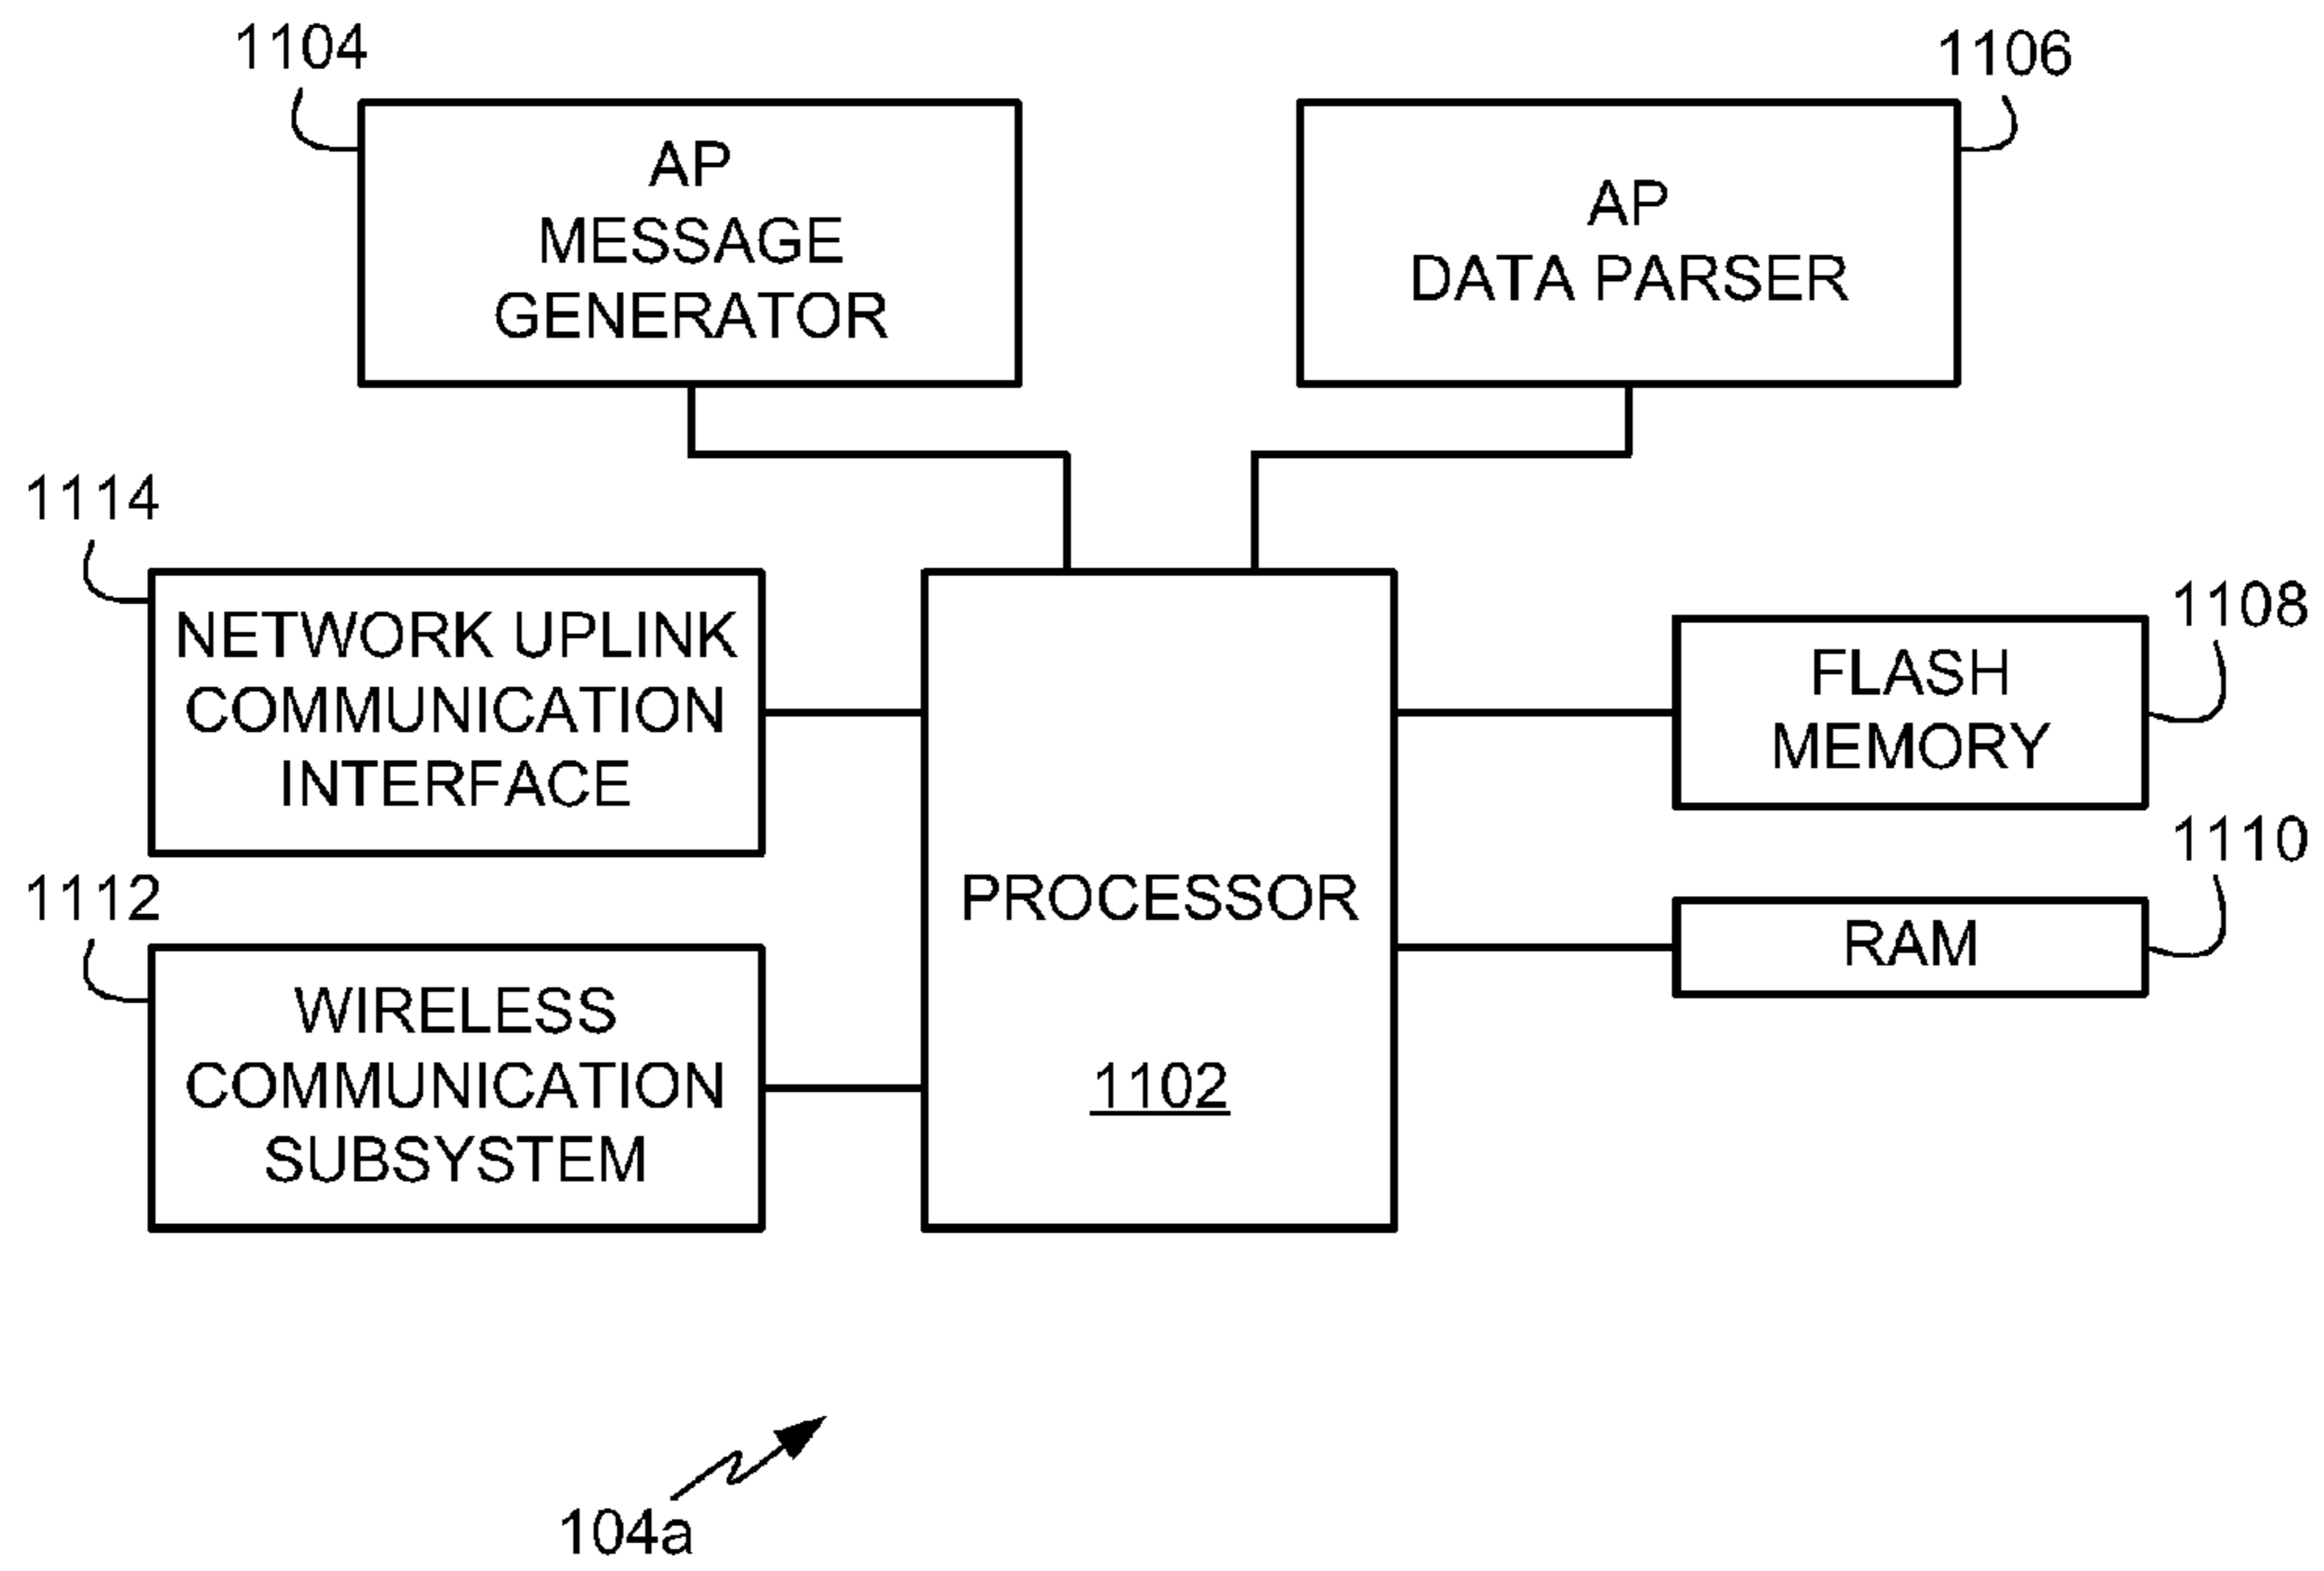 1104
AP
MESSAGE
GENERATOR
1106
AP
DATA PARSER
1114
NETWORK UPLINK
COMMUNICATION
INTERFACE
1112
WIRELESS
COMMUNICATION
SUBSYSTEM
PROCESSOR
1102
1108
FLASH
MEMORY
1110
RAM
104a